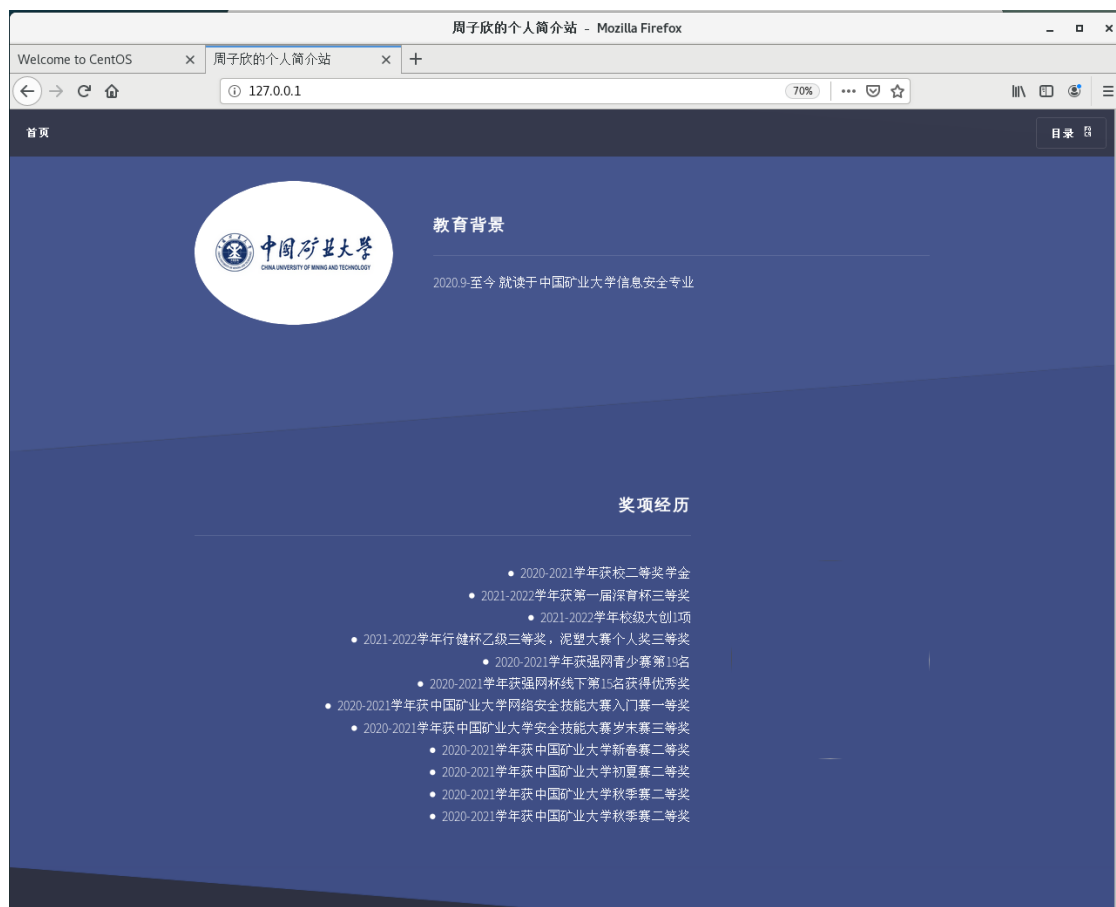 周子欣的个人简介站 - Mozilla Firefox
Welcome to CentOS
周子欣的个人简介站
127.0.0.1
70%
首页
目录
中国矿业大学
CHINA UNIVERSITY OF MINING AND TECHNOLOGY
教育背景
2020.9-至今 就读于中国矿业大学信息安全专业
奖项经历
2020-2021学年获校二等奖学金
2021-2022学年获第一届深育杯三等奖
2021-2022学年校级大创1项
2021-2022学年行健杯乙级三等奖，泥塑大赛个人奖三等奖
2020-2021学年获强网青少赛第19名
2020-2021学年获强网杯线下第15名获得优秀奖
2020-2021学年获中国矿业大学网络安全技能大赛入门赛一等奖
2020-2021学年获中国矿业大学安全技能大赛岁末赛三等奖
2020-2021学年获中国矿业大学新春赛二等奖
2020-2021学年获中国矿业大学初夏赛二等奖
2020-2021学年获中国矿业大学秋季赛二等奖
2020-2021学年获中国矿业大学秋季赛二等奖